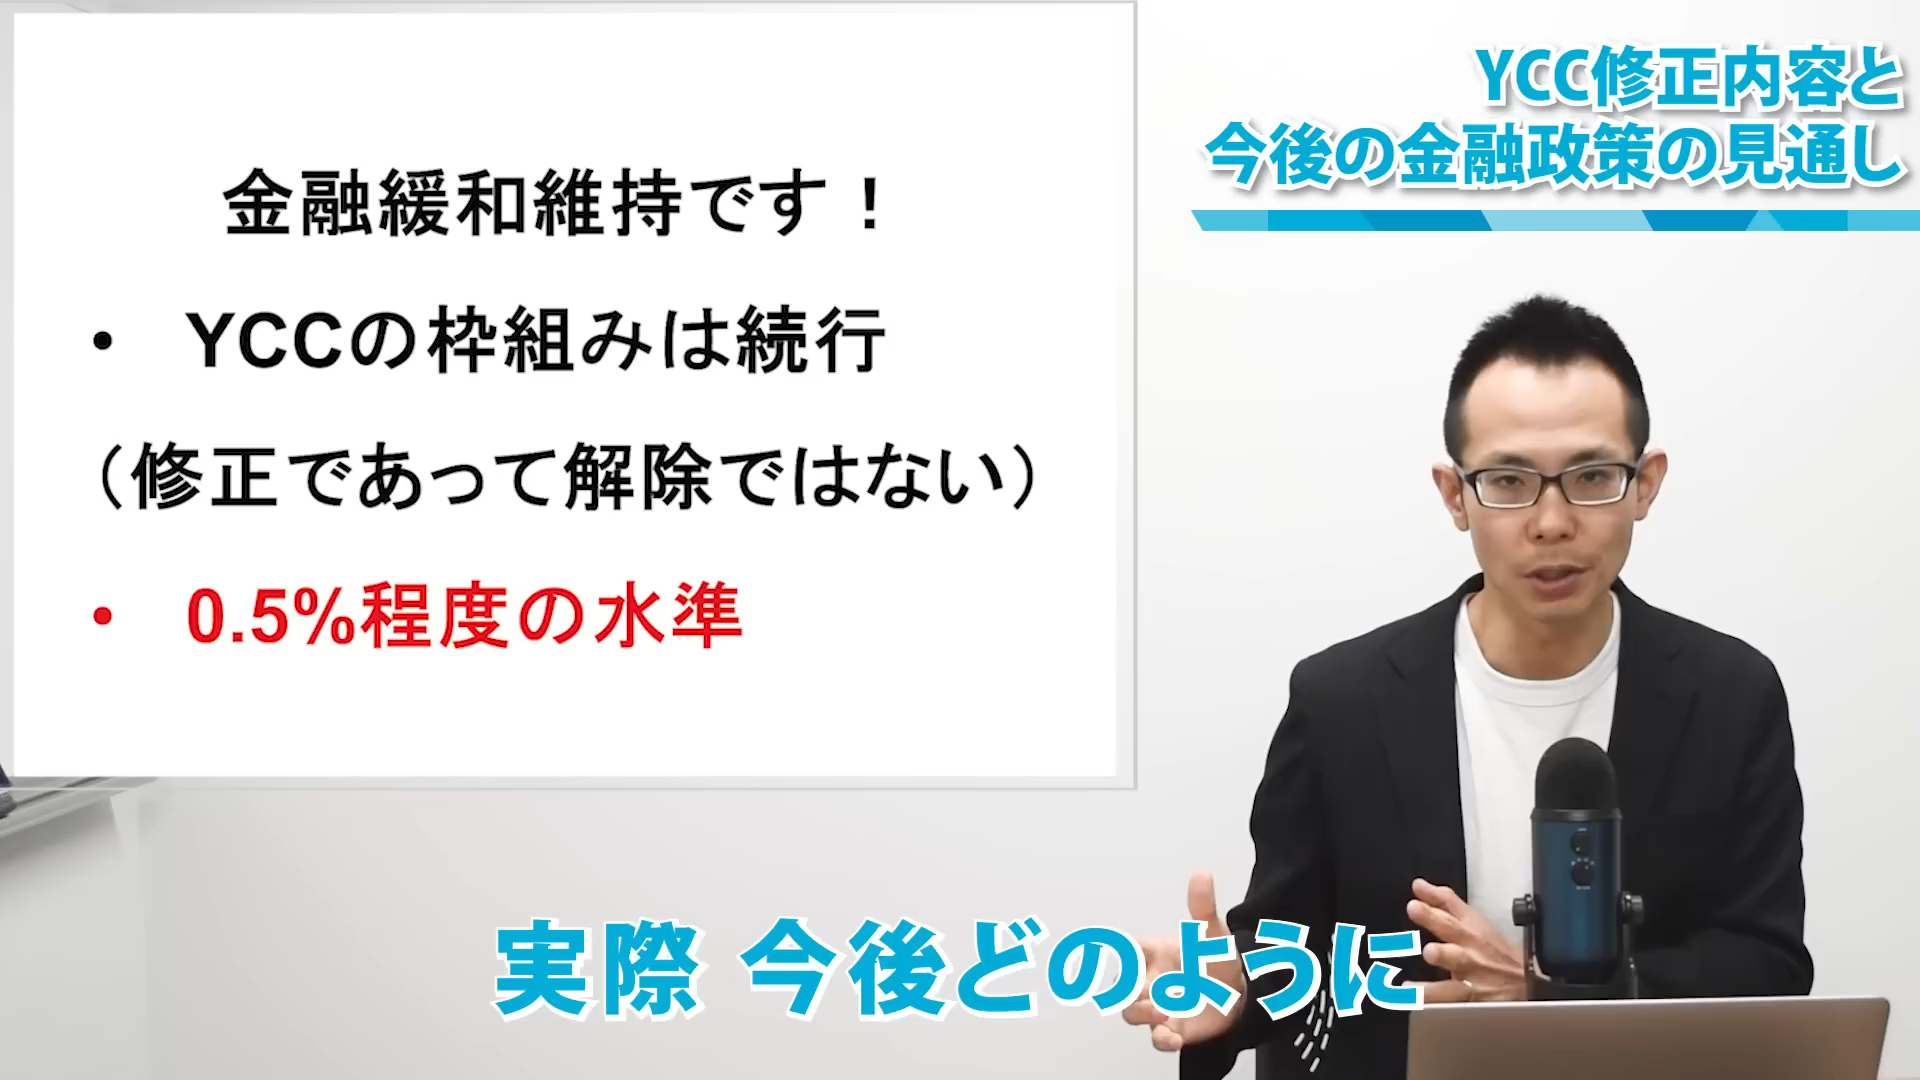 YCC修正内容と
今後の金融政策の見通し
金融緩和維持です！
• YCCの枠組みは続行
（修正であって解除ではない）
• 0.5%程度の水準
実際 今後どのように